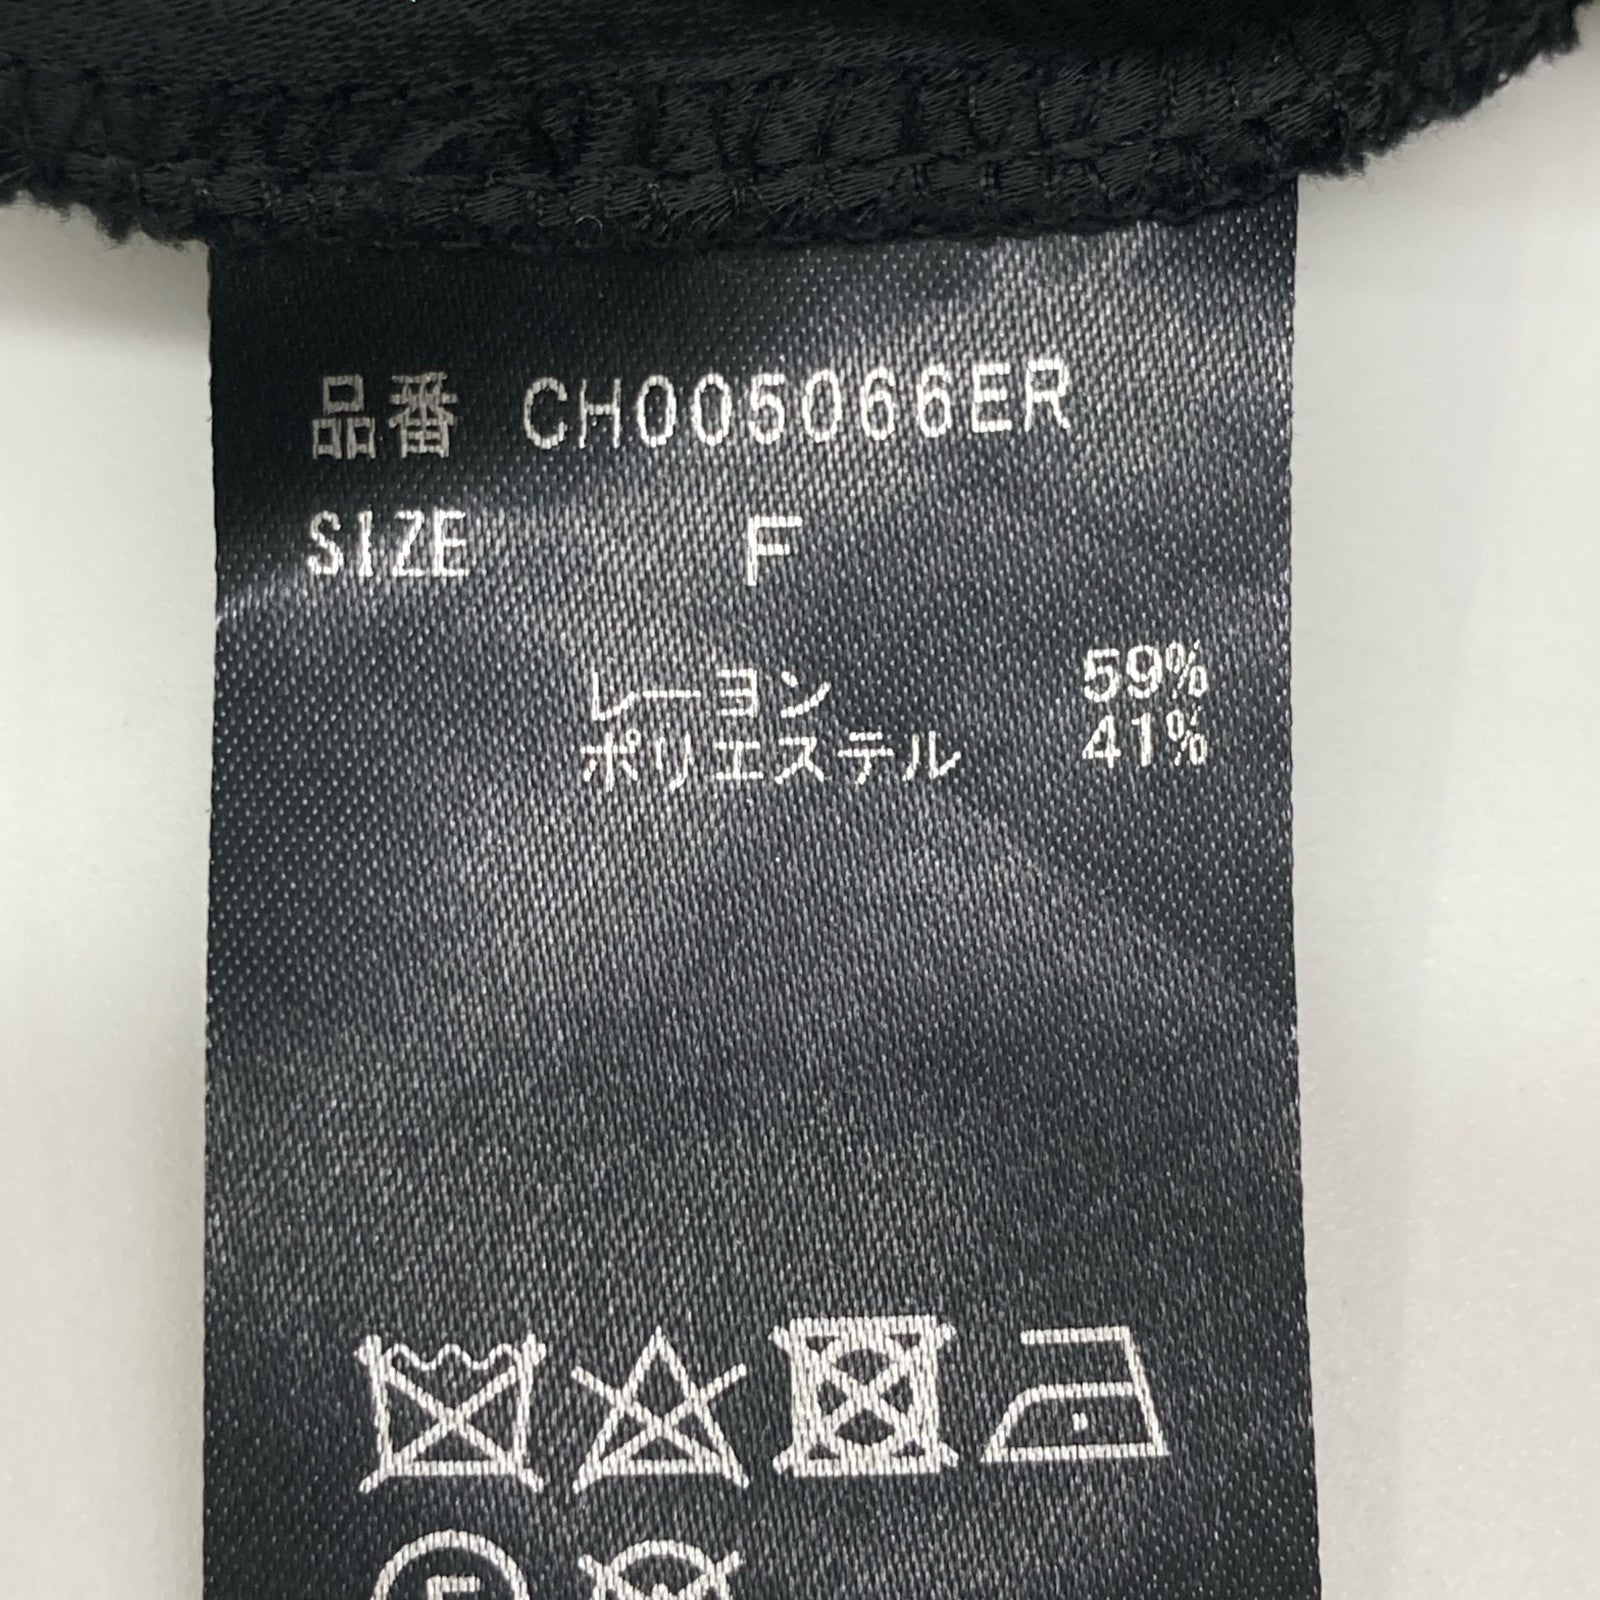 品番 CH005066ER
SIZE F
レーヨン 59%
ポリエステル 41%